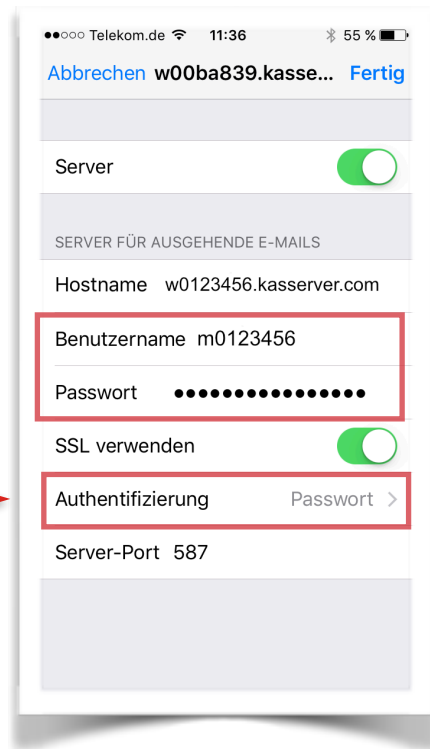 Telekom.de 11:36 55 %
Abbrechen w00ba839.kasse... Fertig
Server
SERVER FÜR AUSGEHENDE E-MAILS
Hostname w0123456.kasserver.com
Benutzername m0123456
Passwort ●●●●●●●●●●●●●●●●
SSL verwenden
Authentifizierung Passwort >
Server-Port 587